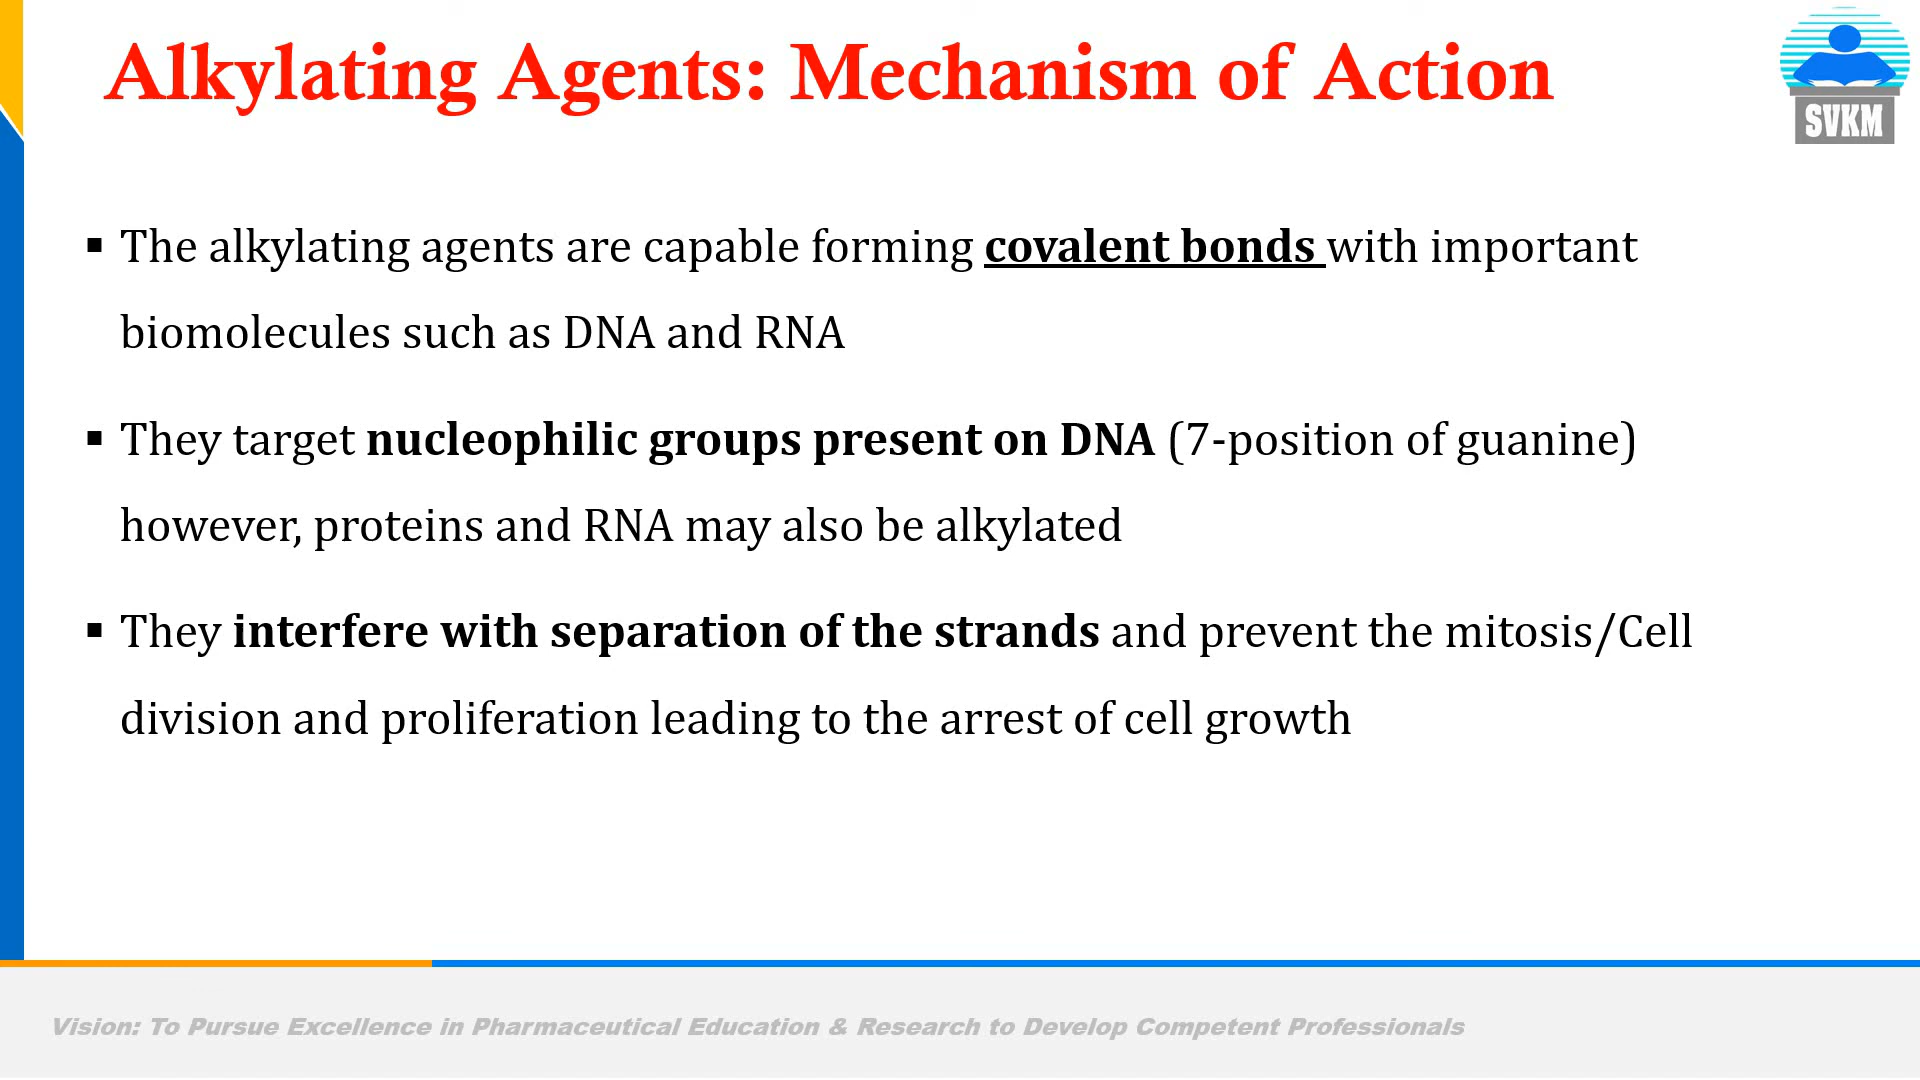 Alkylating Agents: Mechanism of Action
SVKM
▪ The alkylating agents are capable forming covalent bonds with important
biomolecules such as DNA and RNA
▪ They target nucleophilic groups present on DNA (7-position of guanine)
however, proteins and RNA may also be alkylated
▪ They interfere with separation of the strands and prevent the mitosis/Cell
division and proliferation leading to the arrest of cell growth
Vision: To Pursue Excellence in Pharmaceutical Education & Research to Develop Competent Professionals